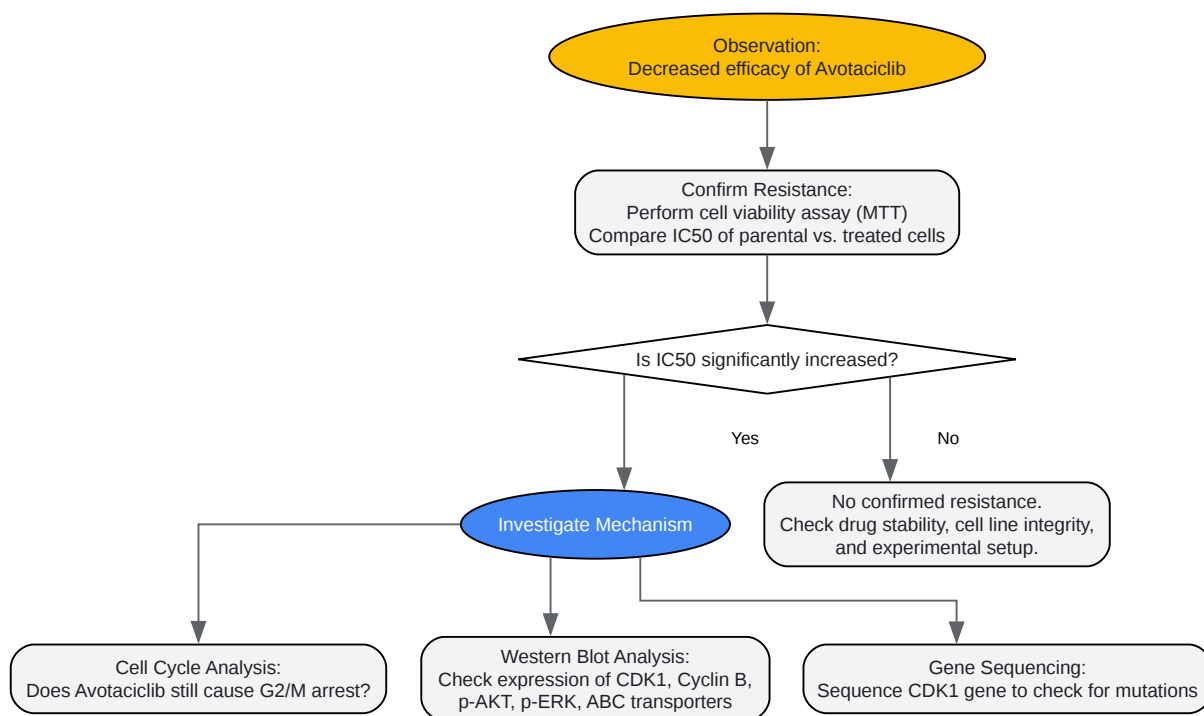 Observation:
Decreased efficacy of Avotaciclib
Confirm Resistance:
Perform cell viability assay (MTT)
Compare IC50 of parental vs. treated cells
Is IC50 significantly increased?
Yes
No
Investigate Mechanism
No confirmed resistance.
Check drug stability, cell line integrity,
and experimental setup.
Cell Cycle Analysis:
Does Avotaciclib still cause G2/M arrest?
Western Blot Analysis:
Check expression of CDK1, Cyclin B,
p-AKT, p-ERK, ABC transporters
Gene Sequencing:
Sequence CDK1 gene to check for mutations